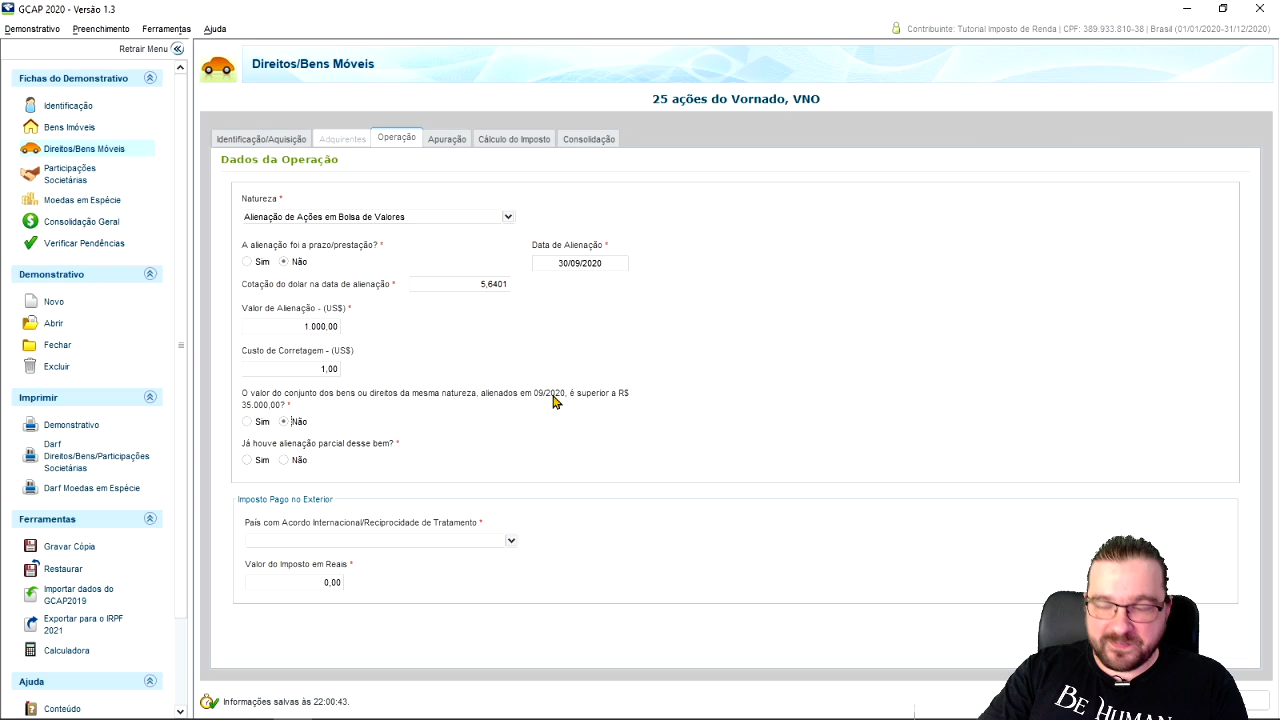 GCAP 2020 - Versão 1.3
Demonstrativo Preenchimento Ferramentas Ajuda
Contribuinte: Tutorial Imposto de Renda | CPF: 389.933.810-38 | Brasil (01/01/2020-31/12/2020)
Retrair Menu
Fichas do Demonstrativo
Identificação
Bens Imóveis
Direitos/Bens Móveis
Participações
Societárias
Moedas em Espécie
Consolidação Geral
Verificar Pendências
Demonstrativo
Novo
Abrir
Fechar
Excluir
Imprimir
Demonstrativo
Darf
Direitos/Bens/Participações
Societárias
Darf Moedas em Espécie
Ferramentas
Gravar Cópia
Restaurar
Importar dados do
GCAP2019
Exportar para o IRPF
2021
Calculadora
Ajuda
Conteúdo
Direitos/Bens Móveis
25 ações do Vornado, VNO
Identificação/Aquisição Adquirentes Operação Apuração Cálculo do Imposto Consolidação
Dados da Operação
Natureza *
Alienação de Ações em Bolsa de Valores
A alienação foi a prazo/prestação? * Data de Alienação *
Sim Não 30/09/2020
Cotação do dolar na data de alienação * 5,6401
Valor de Alienação - (US$) *
1.000,00
Custo de Corretagem - (US$)
1,00
O valor do conjunto dos bens ou direitos da mesma natureza, alienados em 09/2020, é superior a R$
35.000,00? *
Sim Não
Já houve alienação parcial desse bem? *
Sim Não
Imposto Pago no Exterior
País com Acordo Internacional/Reciprocidade de Tratamento *
Valor do Imposto em Reais *
0,00
Informações salvas às 22:00:43.
BE HUMAN